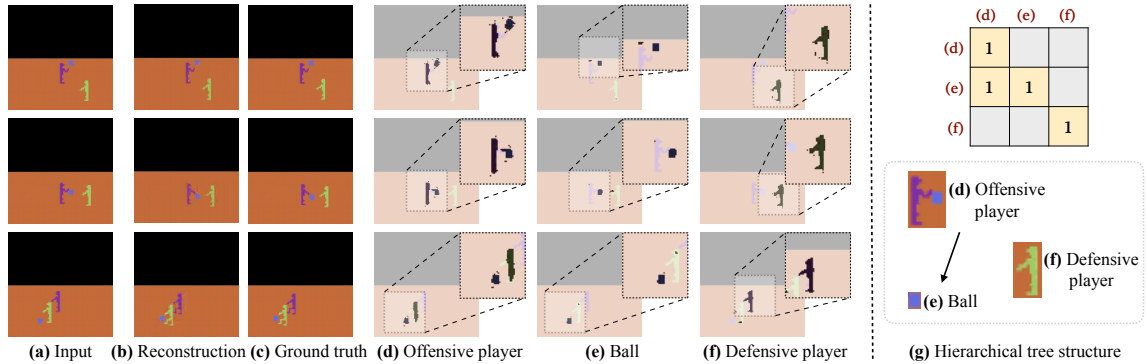 (d) (e) (f)
(d) 1
(e) 1 1
(f) 1
(d) Offensive
player
(f) Defensive
player
(e) Ball
(a) Input (b) Reconstruction (c) Ground truth (d) Offensive player (e) Ball (f) Defensive player (g) Hierarchical tree structure